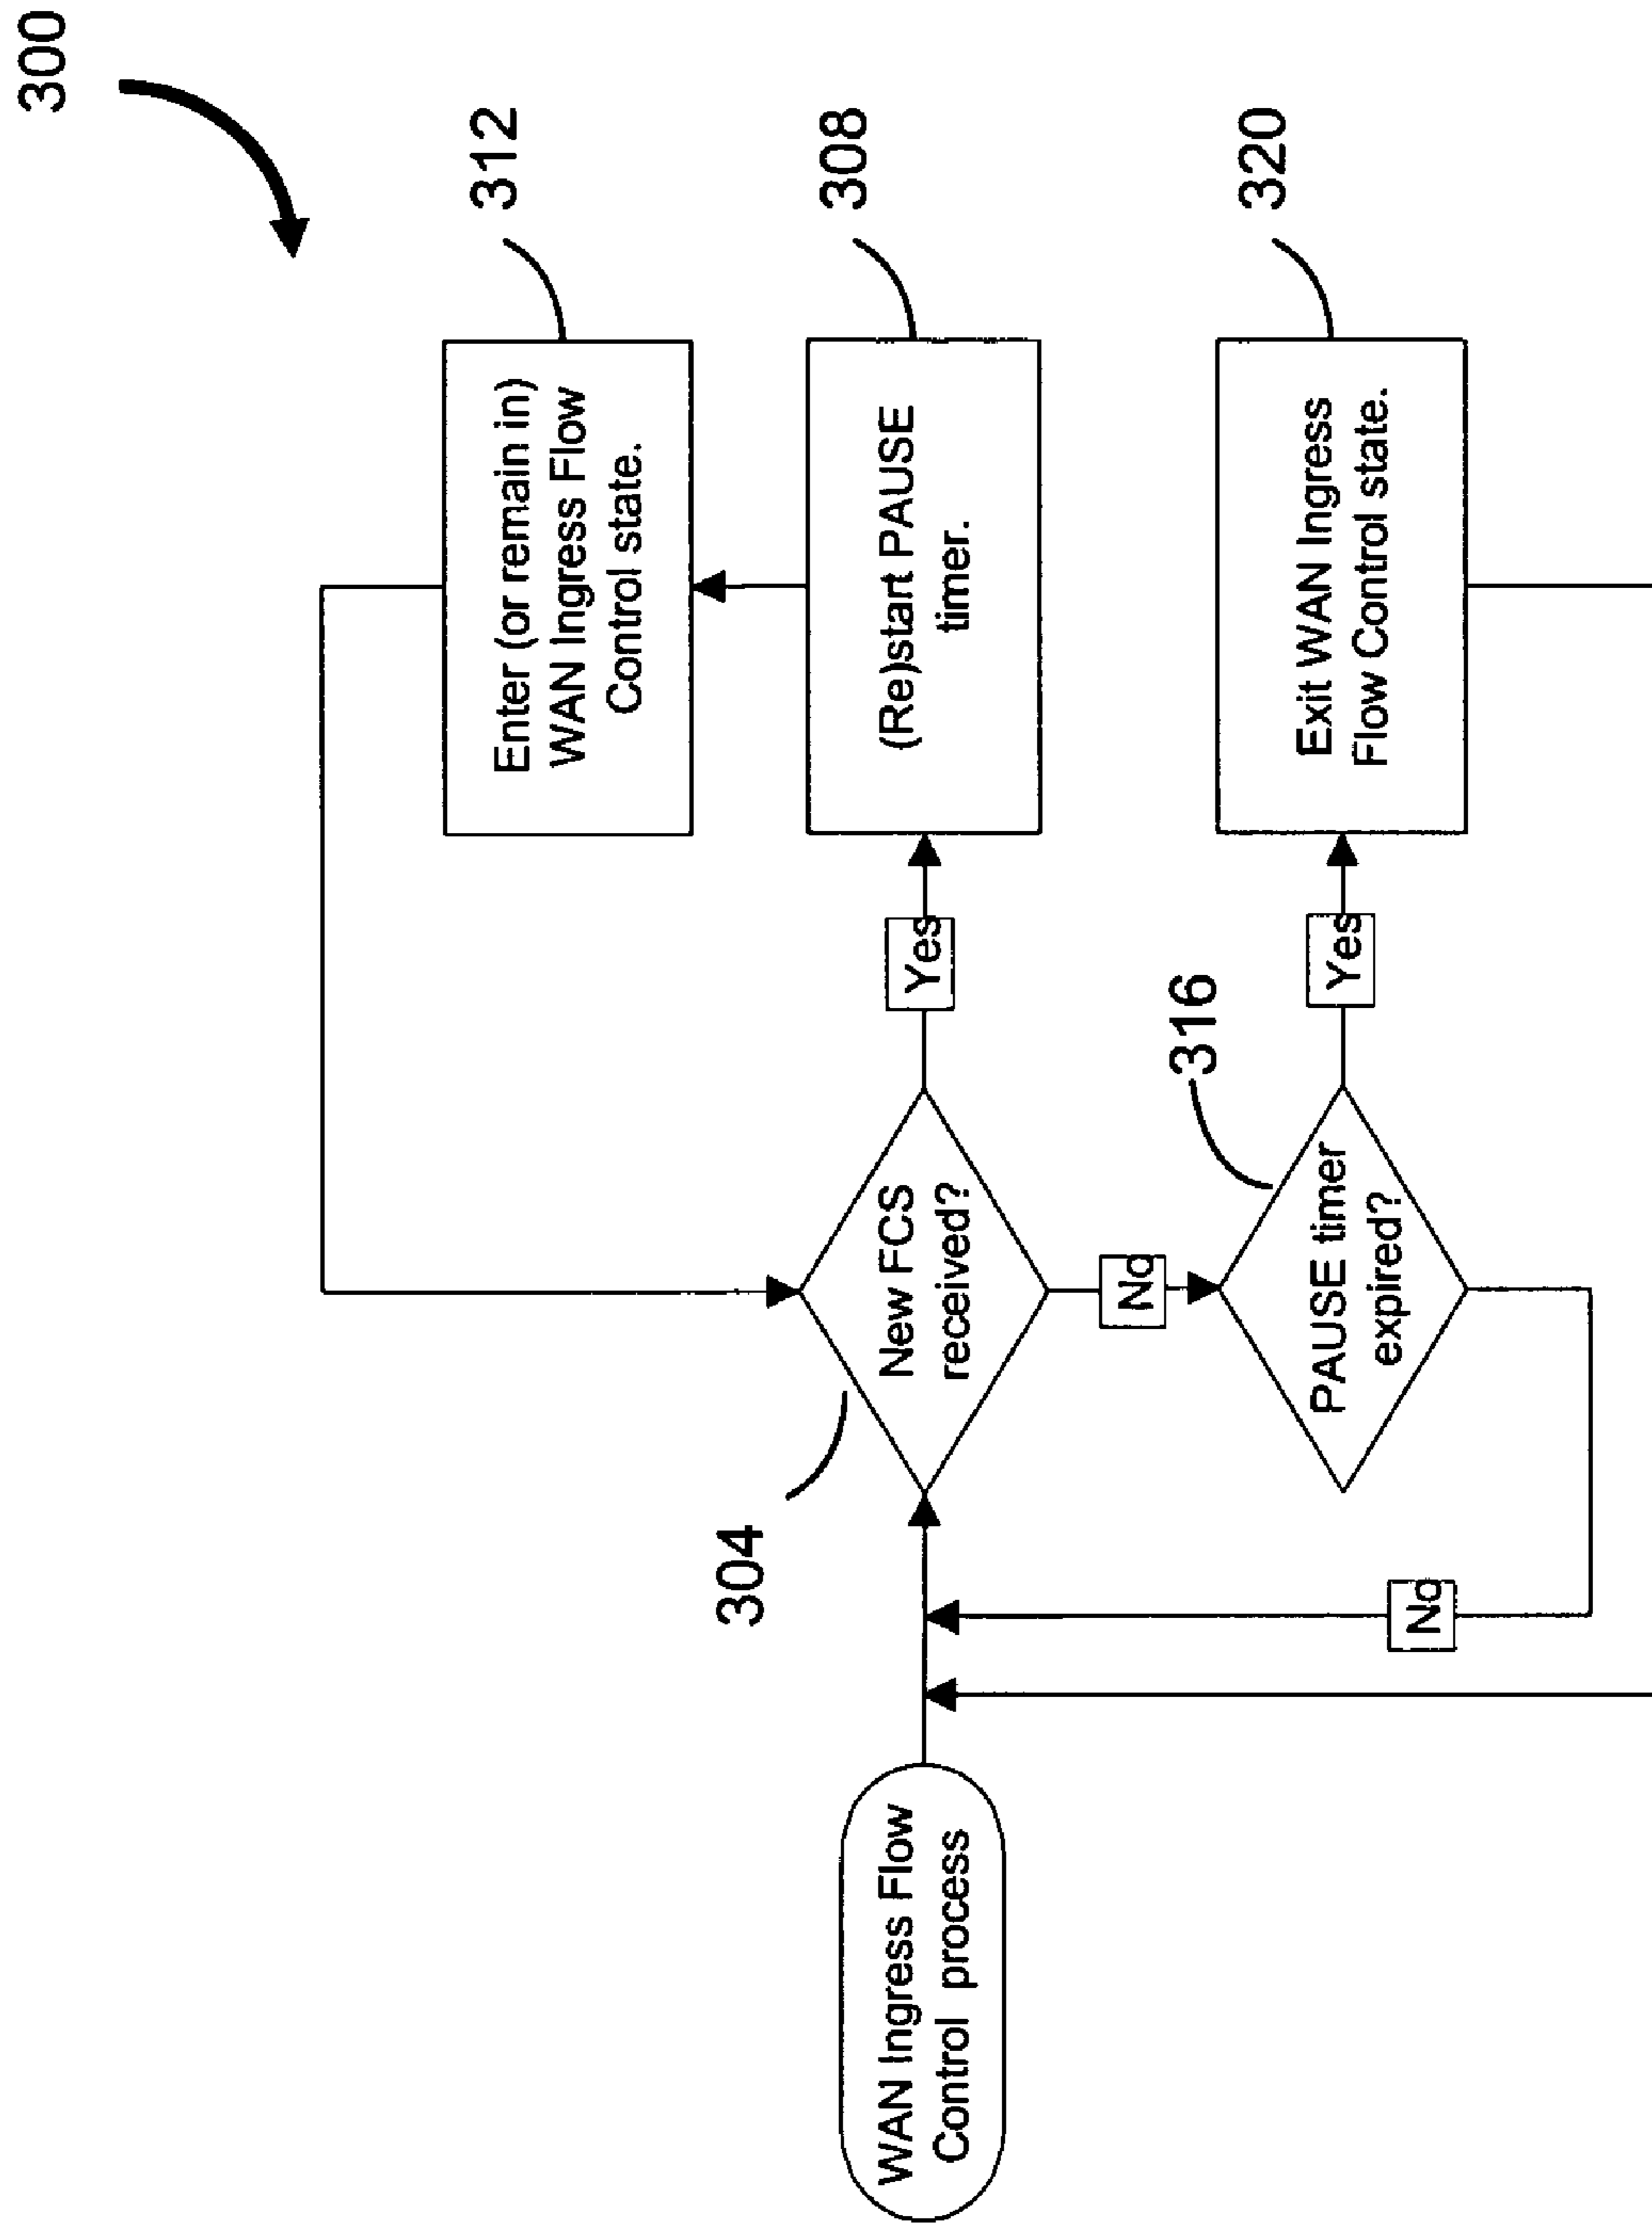 300
WAN Ingress Flow
Control process
304
New FCS
received?
Yes
308
(Re)start PAUSE
timer.
312
Enter (or remain in)
WAN Ingress Flow
Control state.
No
316
PAUSE timer
expired?
Yes
320
Exit WAN Ingress
Flow Control state.
No